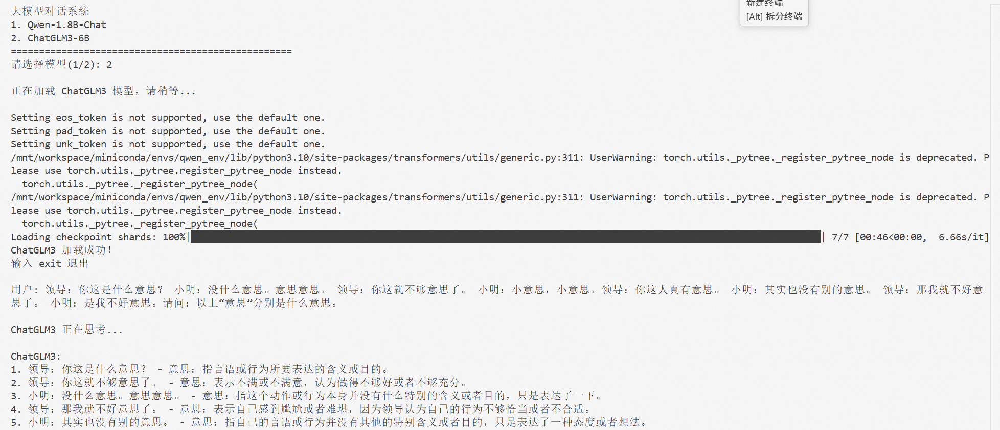 大模型对话系统
新建终端
[Alt] 拆分终端
1. Qwen-1.8B-Chat
2. ChatGLM3-6B
==================================================
请选择模型(1/2): 2
正在加载 ChatGLM3 模型，请稍等...
Setting eos_token is not supported, use the default one.
Setting pad_token is not supported, use the default one.
Setting unk_token is not supported, use the default one.
/mnt/workspace/miniconda/envs/qwen_env/lib/python3.10/site-packages/transformers/utils/generic.py:311: UserWarning: torch.utils._pytree._register_pytree_node is deprecated. P
lease use torch.utils._pytree.register_pytree_node instead.
  torch.utils._pytree._register_pytree_node(
/mnt/workspace/miniconda/envs/qwen_env/lib/python3.10/site-packages/transformers/utils/generic.py:311: UserWarning: torch.utils._pytree._register_pytree_node is deprecated. P
lease use torch.utils._pytree.register_pytree_node instead.
  torch.utils._pytree._register_pytree_node(
Loading checkpoint shards: 100%| | 7/7 [00:46<00:00,  6.66s/it]
ChatGLM3 加载成功！
输入 exit 退出
用户: 领导：你这是什么意思？ 小明：没什么意思。意思意思。 领导：你这就不够意思了。 小明：小意思，小意思。领导：你这人真有意思。 小明：其实也没有别的意思。 领导：那我就不好意
思了。 小明：是我不好意思。请问：以上“意思”分别是什么意思。
ChatGLM3 正在思考...
ChatGLM3:
1. 领导：你这是什么意思？ - 意思：指言语或行为所要表达的含义或目的。
2. 领导：你这就不够意思了。 - 意思：表示不满或不满意，认为做得不够好或者不够充分。
3. 小明：没什么意思。意思意思。 - 意思：指这个动作或行为本身并没有什么特别的含义或者目的，只是表达了一下。
4. 领导：那我就不好意思了。 - 意思：表示自己感到尴尬或者难堪，因为领导认为自己的行为不够恰当或者不合适。
5. 小明：其实也没有别的意思。 - 意思：指自己的言语或行为并没有其他的特别含义或者目的，只是表达了一种态度或者想法。